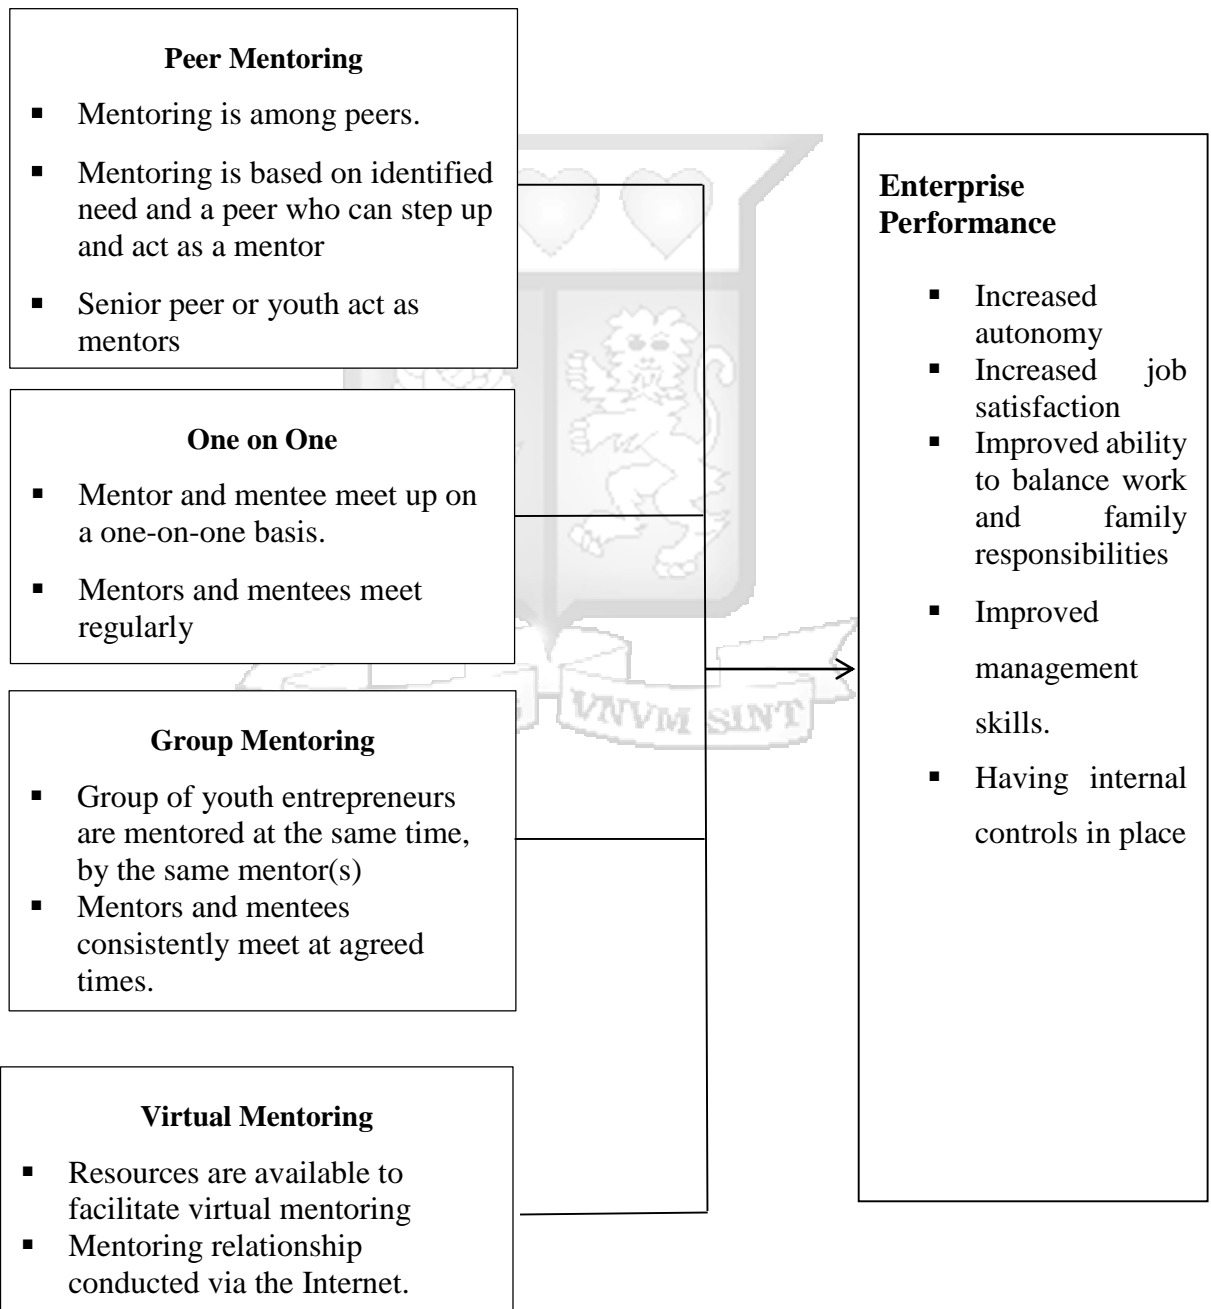 Peer Mentoring
▪ Mentoring is among peers.
▪ Mentoring is based on identified
need and a peer who can step up
and act as a mentor
▪ Senior peer or youth act as
mentors
One on One
▪ Mentor and mentee meet up on
a one-on-one basis.
▪ Mentors and mentees meet
regularly
Group Mentoring
▪ Group of youth entrepreneurs
are mentored at the same time,
by the same mentor(s)
▪ Mentors and mentees
consistently meet at agreed
times.
Virtual Mentoring
▪ Resources are available to
facilitate virtual mentoring
▪ Mentoring relationship
conducted via the Internet.
Enterprise
Performance
▪ Increased
autonomy
▪ Increased job
satisfaction
▪ Improved ability
to balance work
and family
responsibilities
▪ Improved
management
skills.
▪ Having internal
controls in place
VNVM SINT